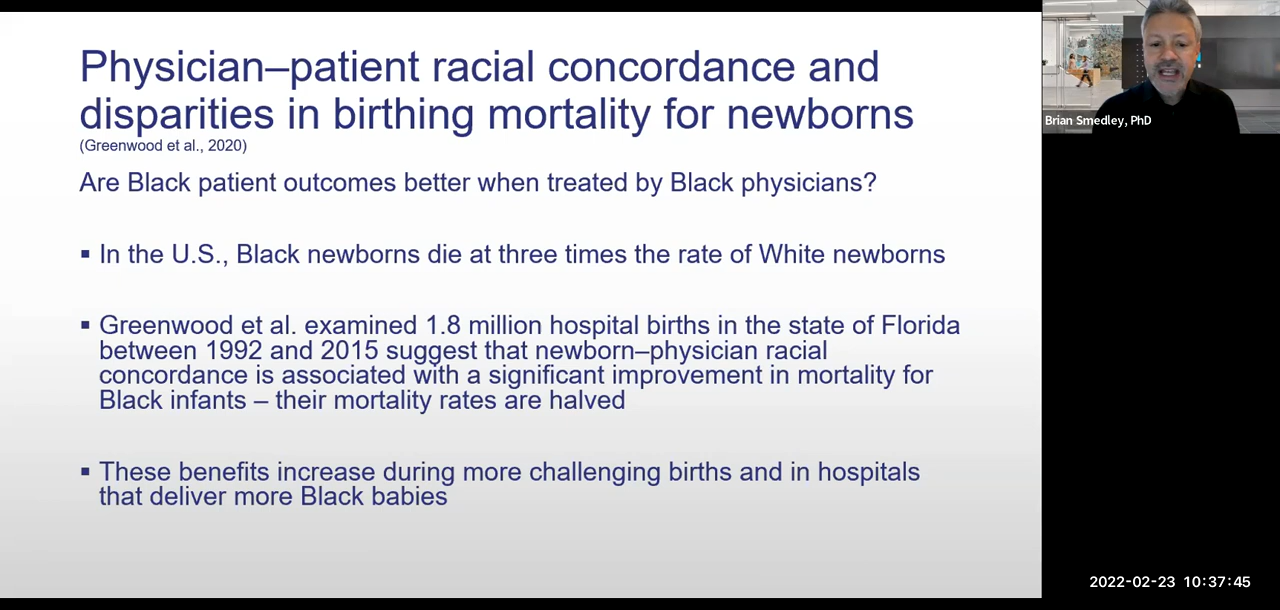 Physician–patient racial concordance and
disparities in birthing mortality for newborns
(Greenwood et al., 2020)
Are Black patient outcomes better when treated by Black physicians?
▪ In the U.S., Black newborns die at three times the rate of White newborns
▪ Greenwood et al. examined 1.8 million hospital births in the state of Florida
between 1992 and 2015 suggest that newborn–physician racial
concordance is associated with a significant improvement in mortality for
Black infants – their mortality rates are halved
▪ These benefits increase during more challenging births and in hospitals
that deliver more Black babies
Brian Smedley, PhD
2022-02-23 10:37:45